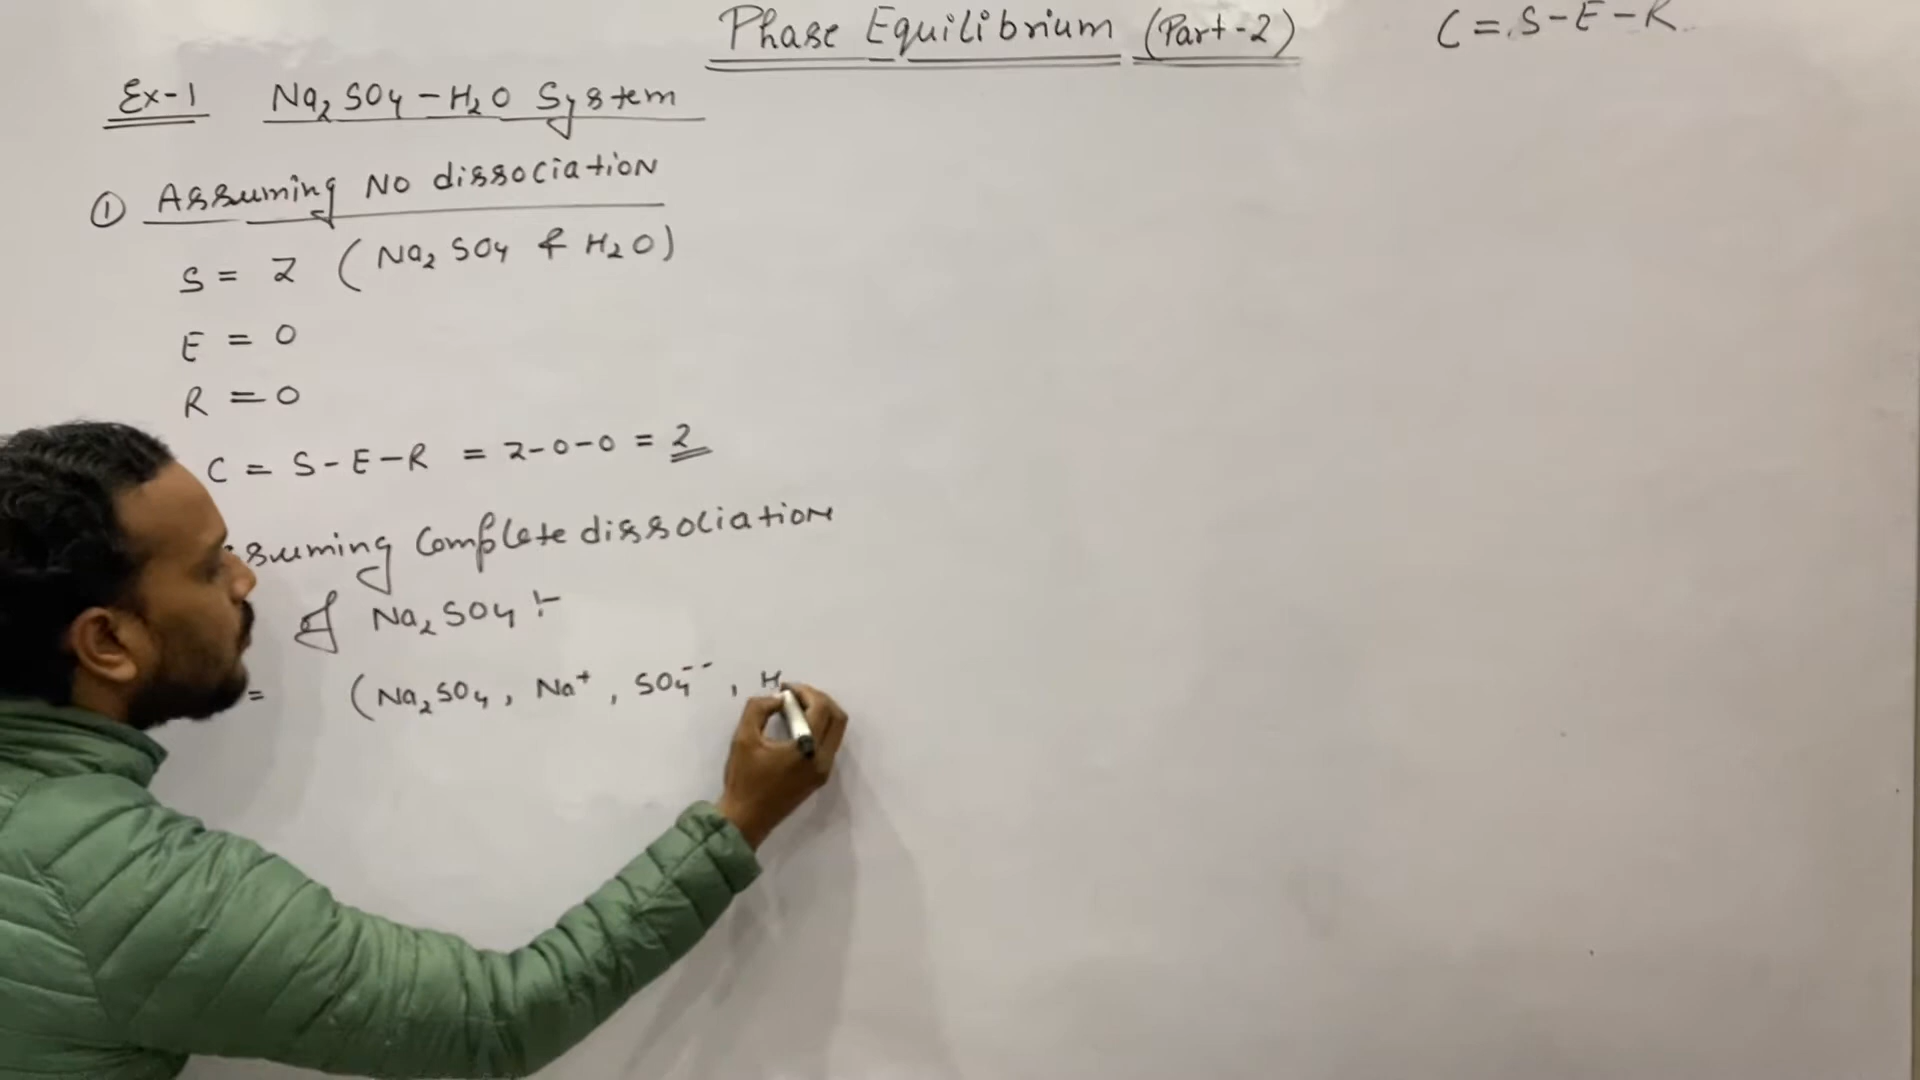 Phase Equilibrium (Part-2)
C = S-E-R
Ex-1 Na₂SO₄-H₂O System
① Assuming No dissociation
S = 2 (Na₂SO₄ & H₂O)
E = 0
R = 0
C = S-E-R = 2-0-0 = 2
Complete dissociation
of Na₂SO₄ :-
= (Na₂SO₄, Na⁺, SO₄⁻⁻, H